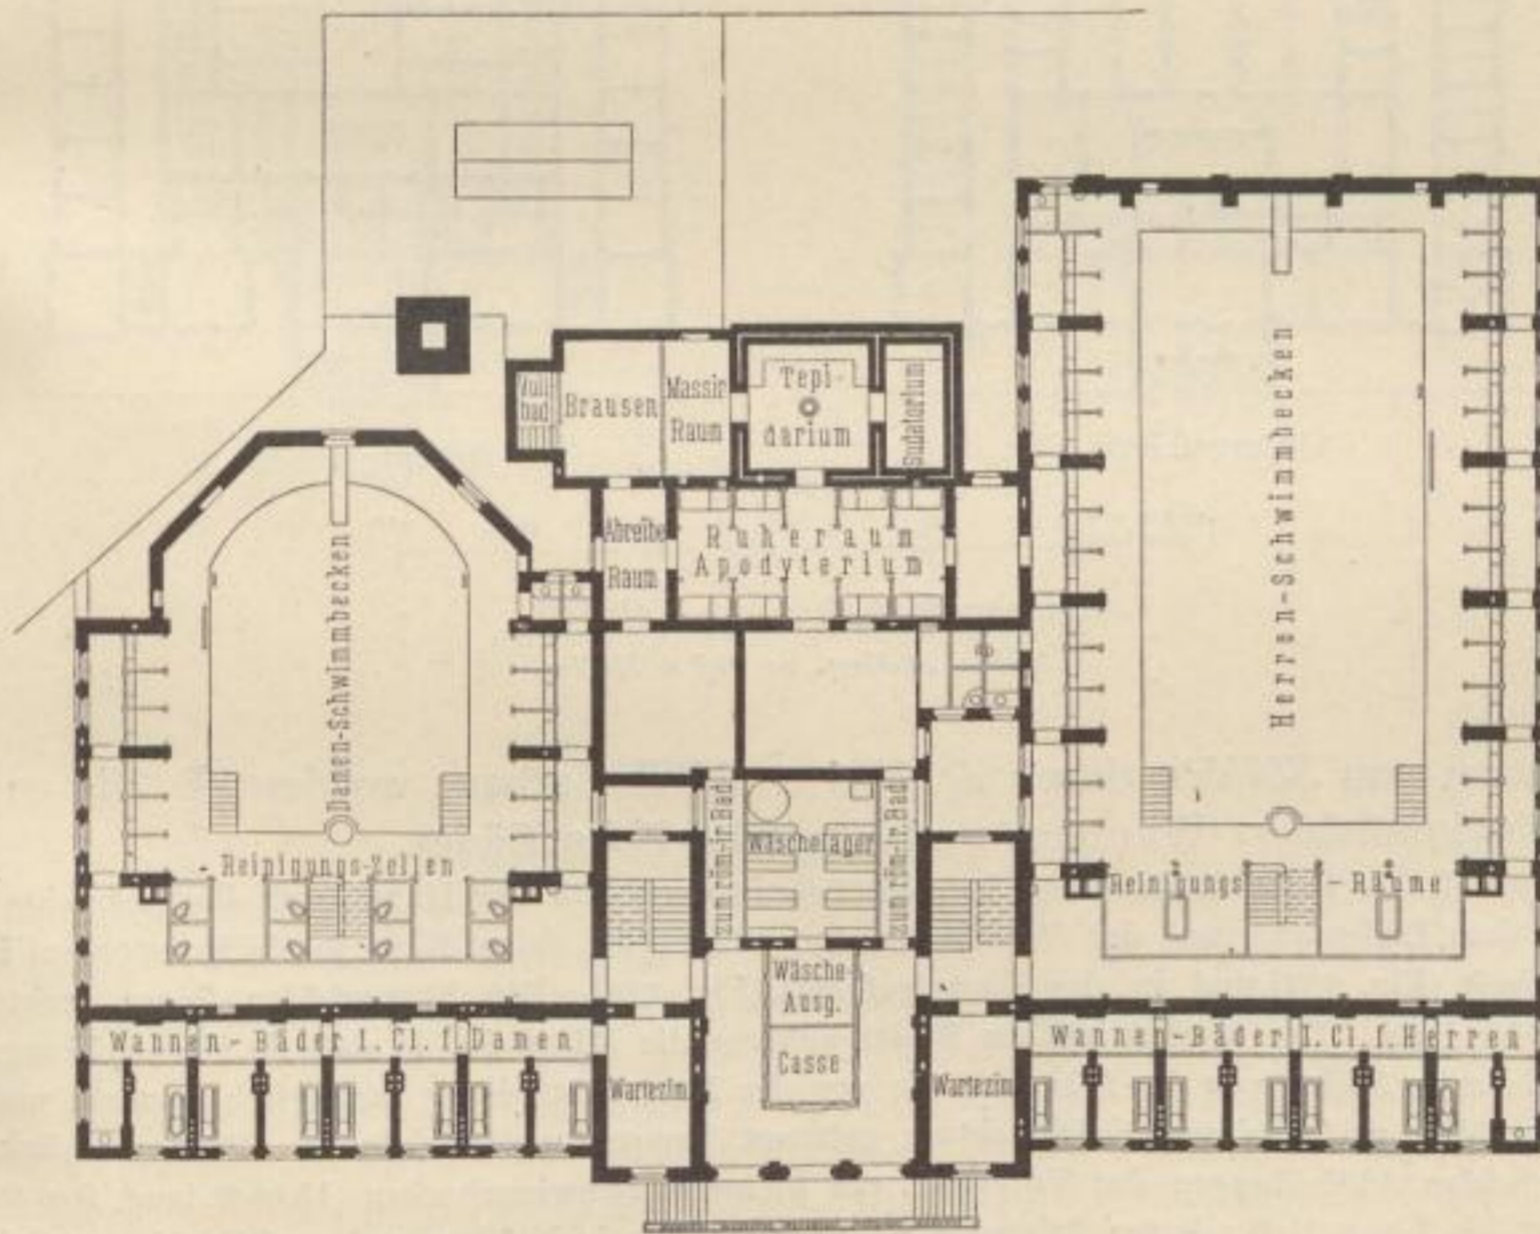 Voll-
bad
Brausen
Massir
Raum
Tepi-
darium
Sudatorium
Abreibe
Raum
Ruheraum
Apodyterium
Damen-Schwimmbecken
Herren-Schwimmbecken
zum röm-ir. Bad
Wäschelager
zum röm-ir. Bad
Reinigungs-Zellen
Reinigungs-Räume
Wäsche-
Ausg.
Casse
Wannen-Bäder I. Cl. f. Damen
Wartezim.
Wartezim.
Wannen-Bäder I. Cl. f. Herren